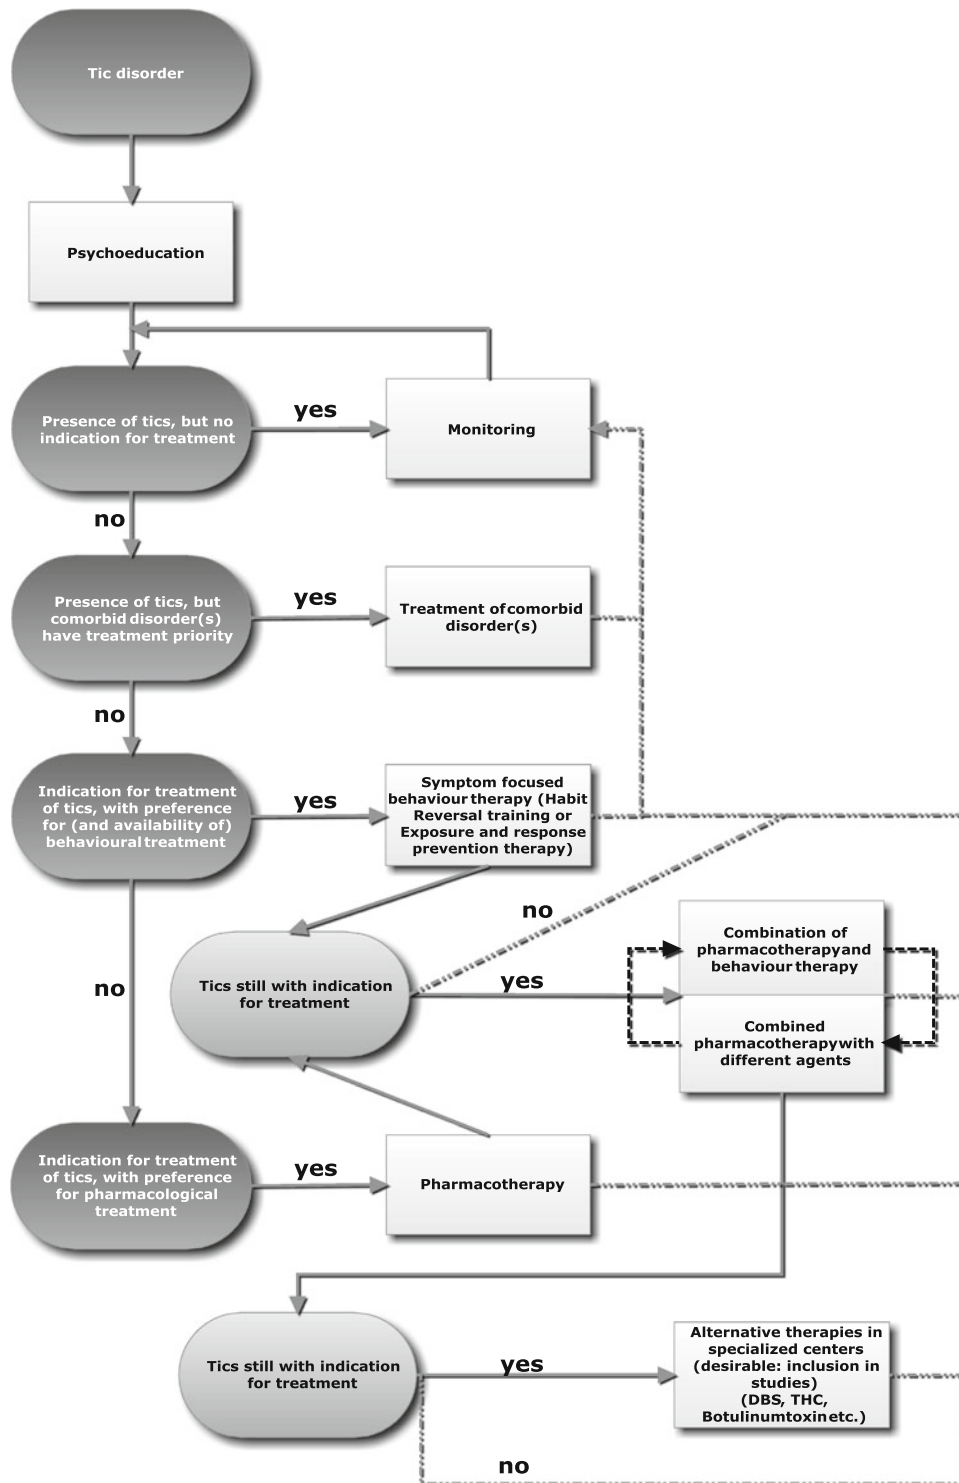 Tic disorder
Psychoeducation
Presence of tics, but no
indication for treatment
yes
Monitoring
no
Presence of tics, but
comorbid disorder(s)
have treatment priority
yes
Treatment of comorbid
disorder(s)
no
Indication for treatment
of tics, with preference
for (and availability of)
behavioural treatment
yes
Symptom focused
behaviour therapy (Habit
Reversal training or
Exposure and response
prevention therapy)
no
no
Tics still with indication
for treatment
yes
Combination of
pharmacotherapy and
behaviour therapy
Combined
pharmacotherapy with
different agents
Indication for treatment
of tics, with preference
for pharmacological
treatment
yes
Pharmacotherapy
Tics still with indication
for treatment
yes
Alternative therapies in
specialized centers
(desirable: inclusion in
studies)
(DBS, THC,
Botulinumtoxin etc.)
no